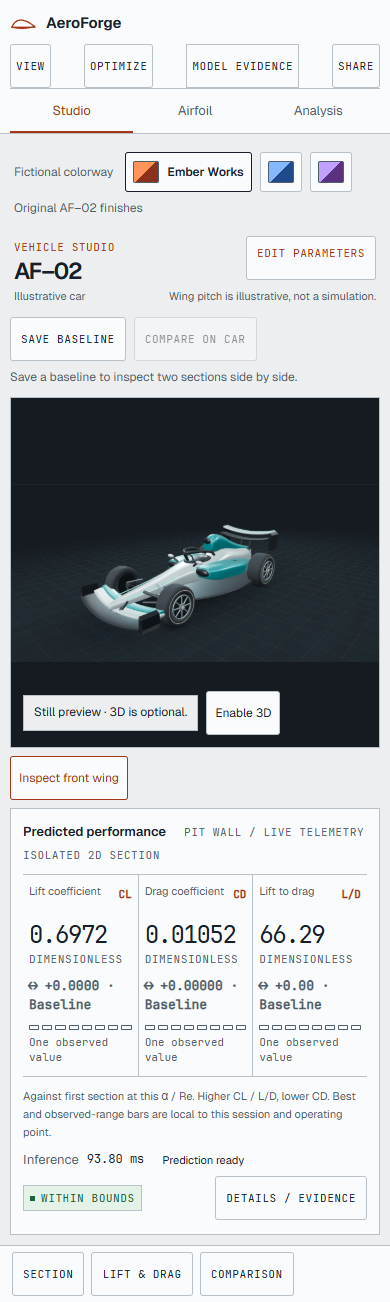 AeroForge
VIEW OPTIMIZE MODEL EVIDENCE SHARE
Studio Airfoil Analysis
Fictional colorway Ember Works
Original AF–02 finishes
VEHICLE STUDIO
AF–02
EDIT PARAMETERS
Illustrative car Wing pitch is illustrative, not a simulation.
SAVE BASELINE COMPARE ON CAR
Save a baseline to inspect two sections side by side.
Still preview · 3D is optional. Enable 3D
Inspect front wing
Predicted performance PIT WALL / LIVE TELEMETRY
ISOLATED 2D SECTION
Lift coefficient CL Drag coefficient CD Lift to drag L/D
0.6972 0.01052 66.29
DIMENSIONLESS DIMENSIONLESS DIMENSIONLESS
↔ +0.0000 · ↔ +0.00000 · ↔ +0.00 ·
Baseline Baseline Baseline
One observed One observed One observed
value value value
Against first section at this α / Re. Higher CL / L/D, lower CD. Best
and observed-range bars are local to this session and operating
point.
Inference 93.80 ms Prediction ready
WITHIN BOUNDS DETAILS / EVIDENCE
SECTION LIFT & DRAG COMPARISON